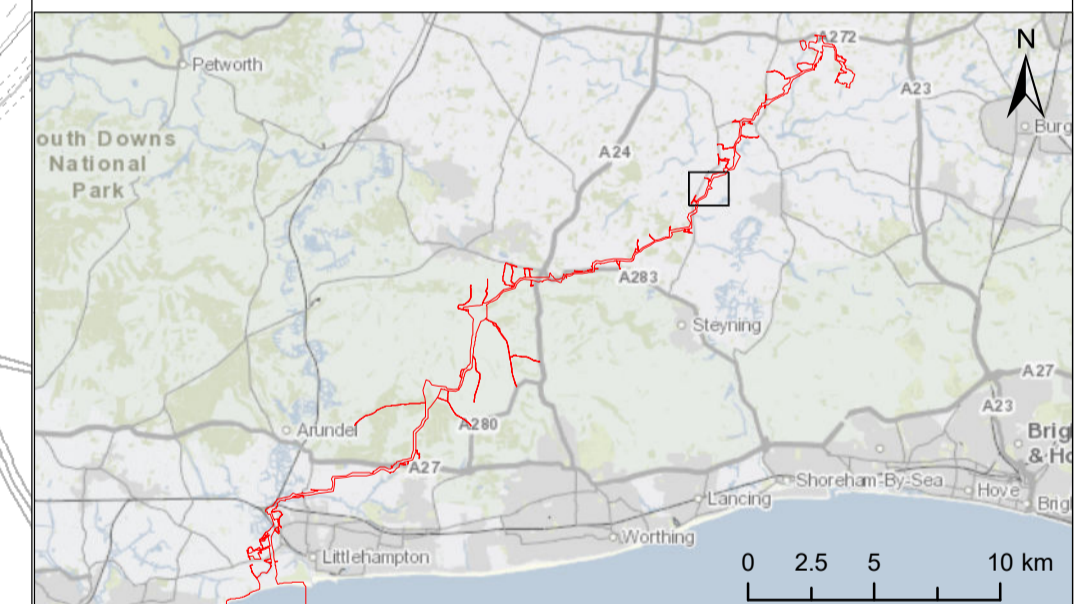 A272
N
Petworth
A23
Burg
outh Downs
National
Park
A24
A283
Steyning
A27
A23
Arundel
A280
Brig
& Ho
A27
Shoreham-By-Sea
Hove
Lancing
Brig
Worthing
Littlehampton
0 2.5 5 10 km